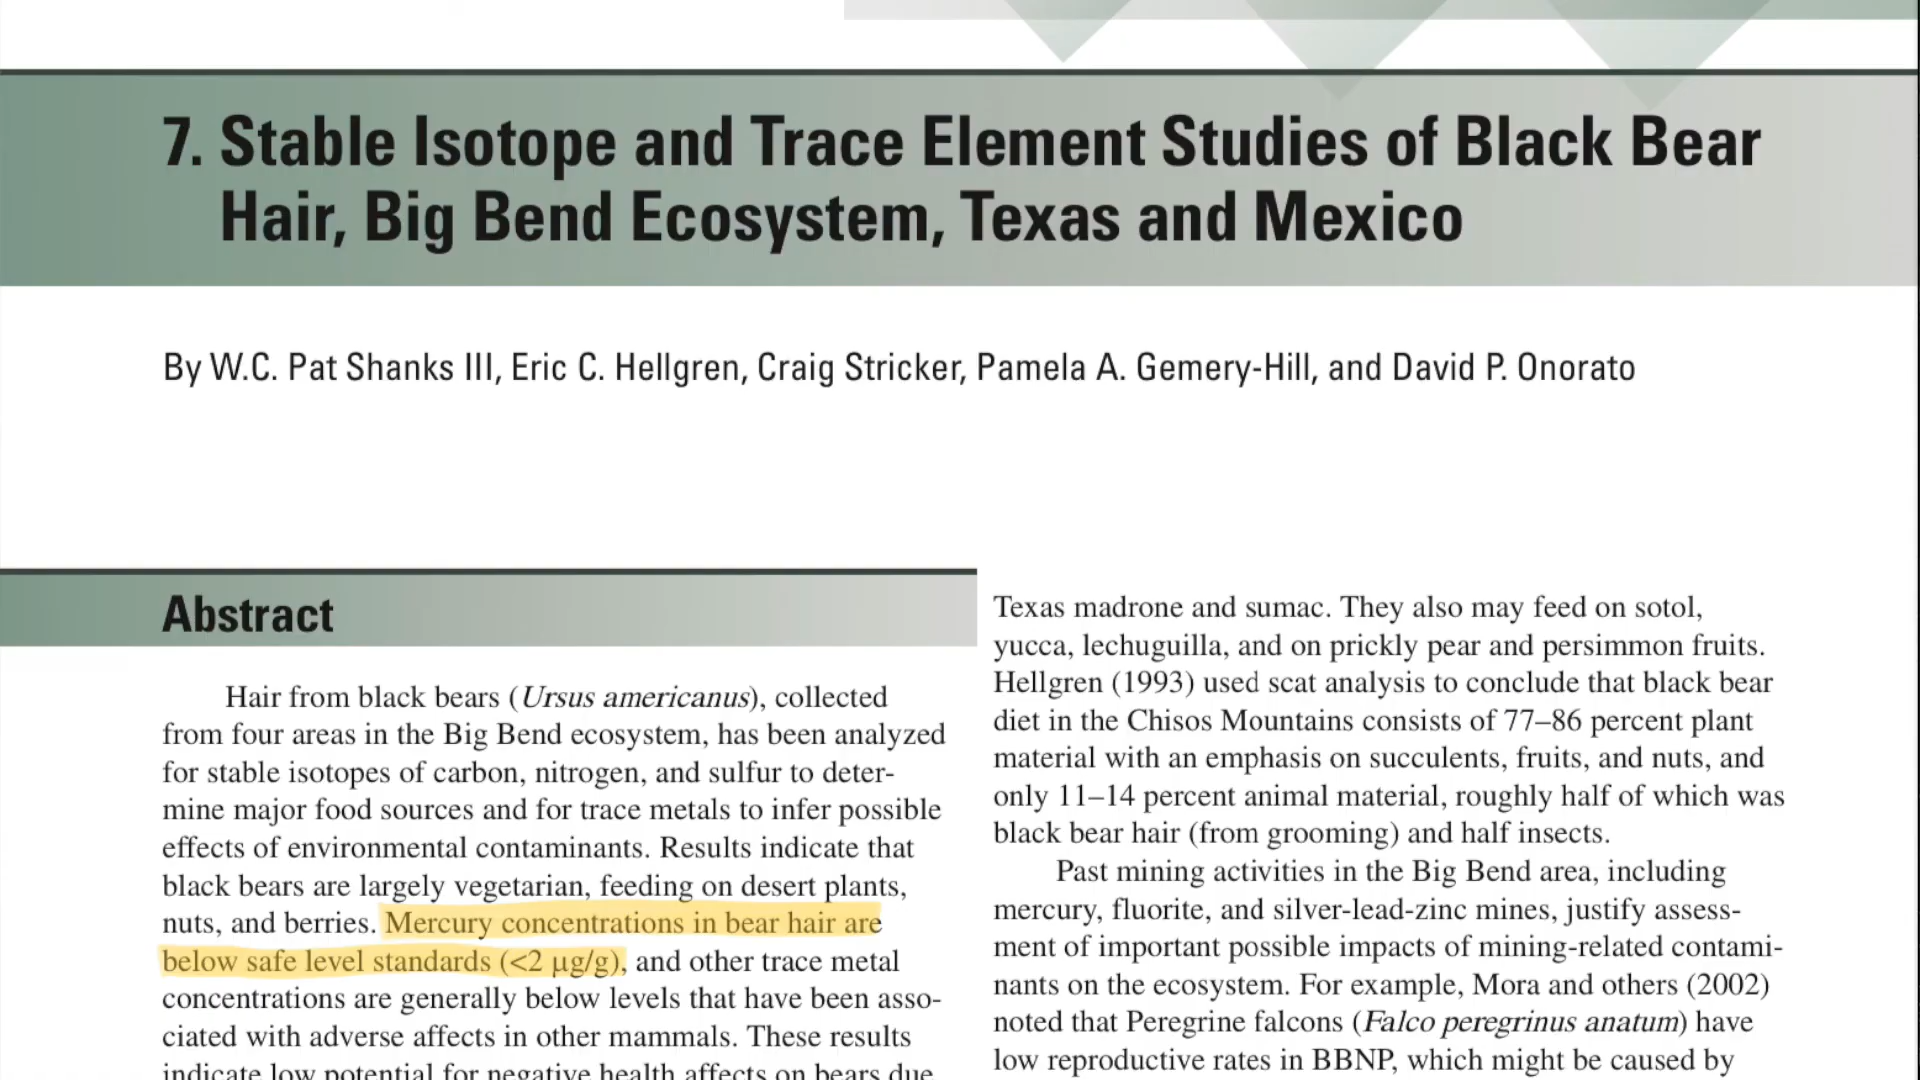 7. Stable Isotope and Trace Element Studies of Black Bear
Hair, Big Bend Ecosystem, Texas and Mexico
By W.C. Pat Shanks III, Eric C. Hellgren, Craig Stricker, Pamela A. Gemery-Hill, and David P. Onorato
Abstract
Hair from black bears (Ursus americanus), collected
from four areas in the Big Bend ecosystem, has been analyzed
for stable isotopes of carbon, nitrogen, and sulfur to deter-
mine major food sources and for trace metals to infer possible
effects of environmental contaminants. Results indicate that
black bears are largely vegetarian, feeding on desert plants,
nuts, and berries. Mercury concentrations in bear hair are
below safe level standards (<2 µg/g), and other trace metal
concentrations are generally below levels that have been asso-
ciated with adverse affects in other mammals. These results
indicate low potential for negative health affects on bears due
Texas madrone and sumac. They also may feed on sotol,
yucca, lechuguilla, and on prickly pear and persimmon fruits.
Hellgren (1993) used scat analysis to conclude that black bear
diet in the Chisos Mountains consists of 77–86 percent plant
material with an emphasis on succulents, fruits, and nuts, and
only 11–14 percent animal material, roughly half of which was
black bear hair (from grooming) and half insects.
Past mining activities in the Big Bend area, including
mercury, fluorite, and silver-lead-zinc mines, justify assess-
ment of important possible impacts of mining-related contami-
nants on the ecosystem. For example, Mora and others (2002)
noted that Peregrine falcons (Falco peregrinus anatum) have
low reproductive rates in BBNP, which might be caused by